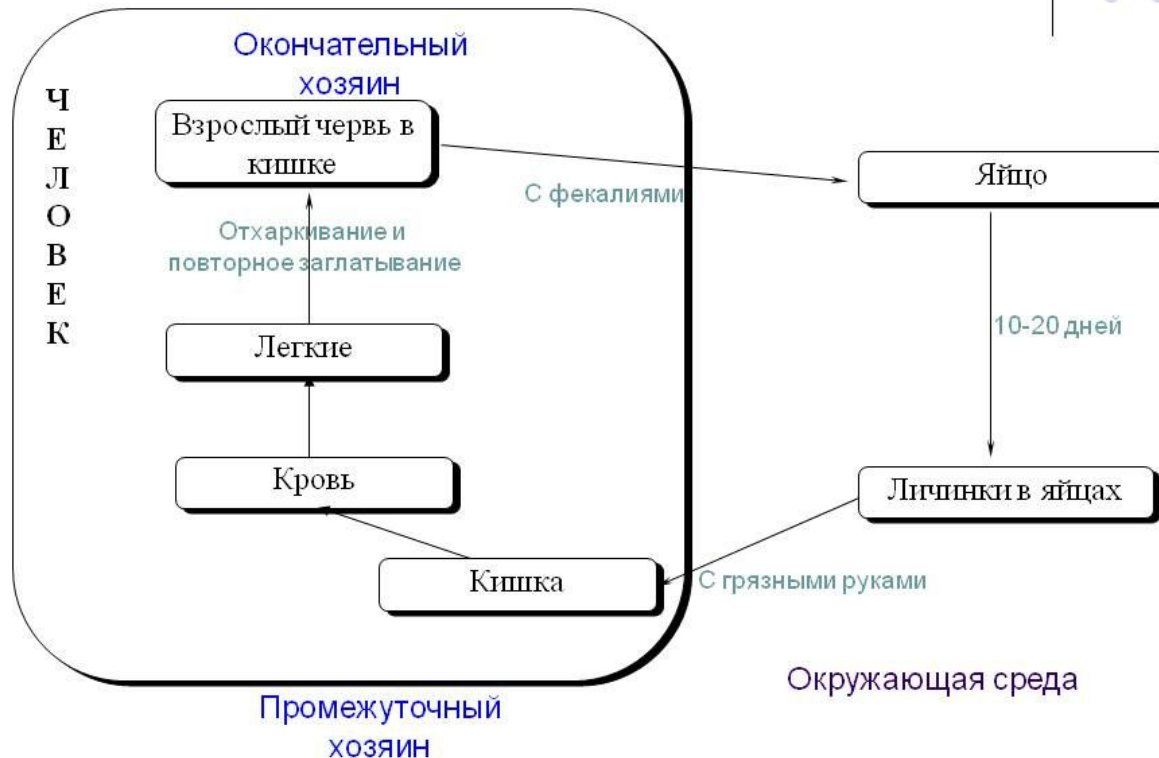 Окончательный
хозяин
Ч
Е
Л
О
В
Е
К
Взрослый червь в
кишке
С фекалиями
Яйцо
Отхаркивание и
повторное заглатывание
10-20 дней
Легкие
Кровь
Личинки в яйцах
Кишка
С грязными руками
Окружающая среда
Промежуточный
хозяин